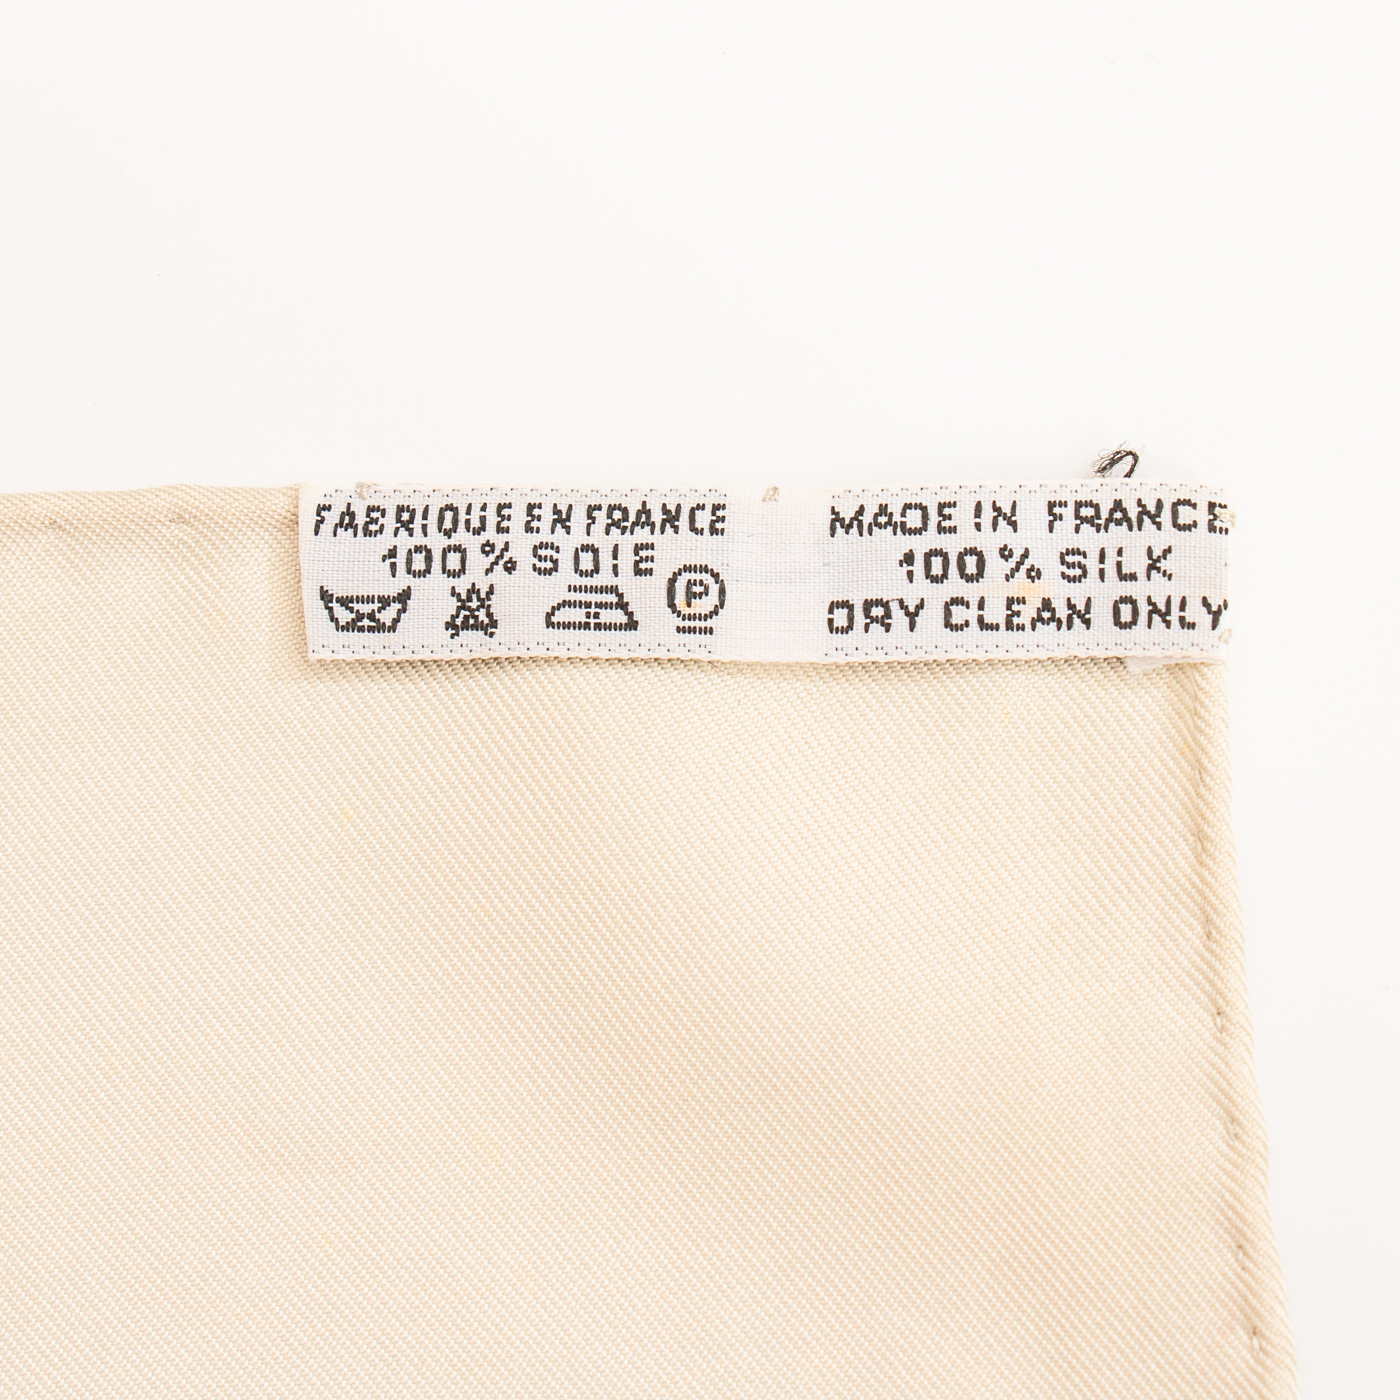 FABRIQUE EN FRANCE
100% SOIE
P
MADE IN FRANCE
100% SILK
DRY CLEAN ONLY